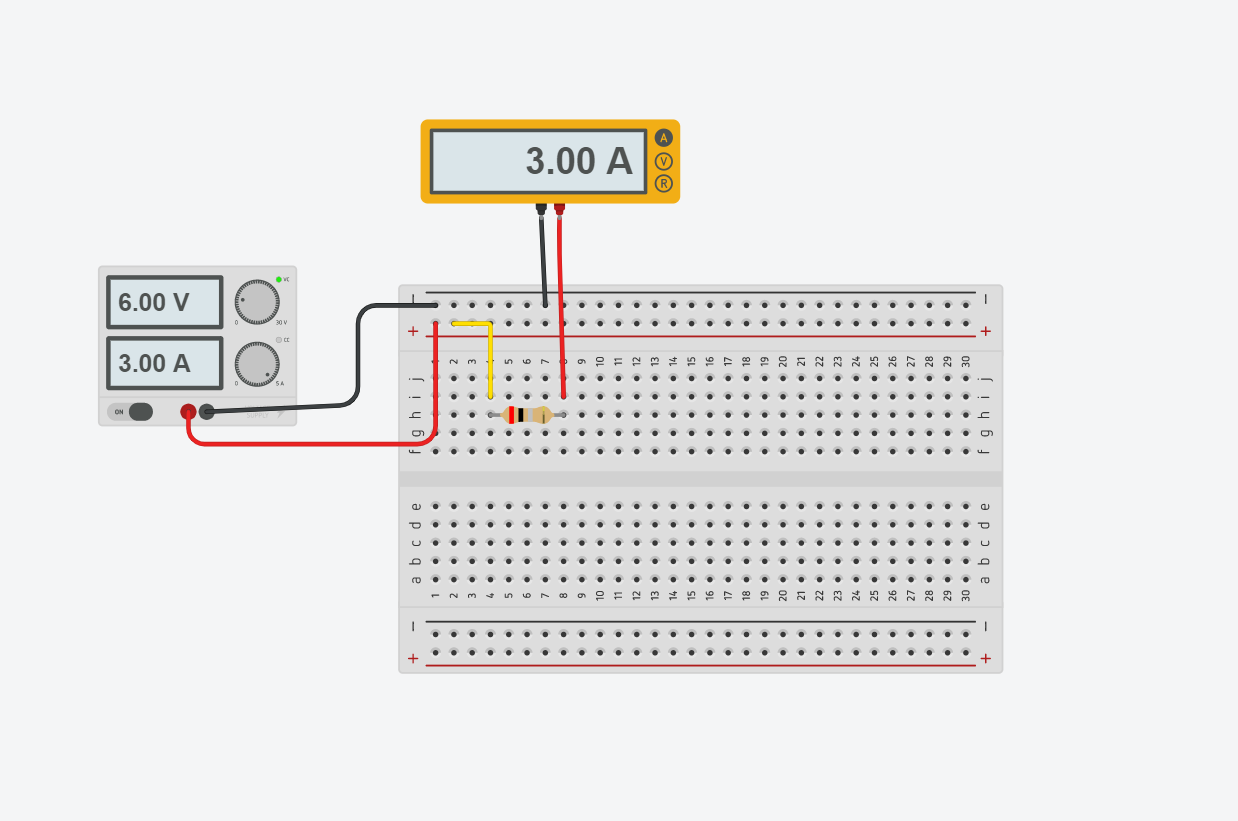 3.00 A
A
V
R
6.00 V
VC
0 30 V
3.00 A
CC
0 5 A
ON
− −
+ +
1 2 3 4 5 6 7 8 9 10 11 12 13 14 15 16 17 18 19 20 21 22 23 24 25 26 27 28 29 30
j j
i i
h h
g g
f f
e e
d d
c c
b b
a a
1 2 3 4 5 6 7 8 9 10 11 12 13 14 15 16 17 18 19 20 21 22 23 24 25 26 27 28 29 30
− −
+ +